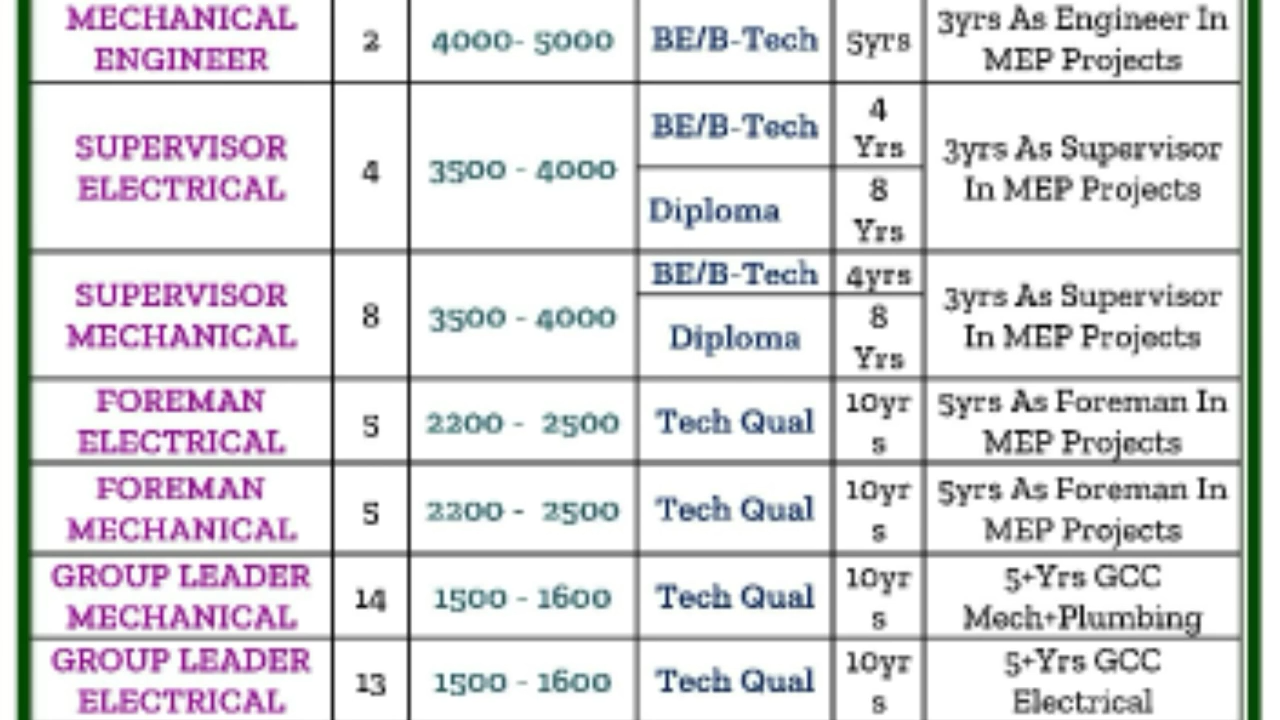 MECHANICAL ENGINEER 2 4000- 5000 BE/B-Tech 5yrs 3yrs As Engineer In MEP Projects
SUPERVISOR ELECTRICAL 4 3500 - 4000 BE/B-Tech 4 Yrs 3yrs As Supervisor In MEP Projects
Diploma 8 Yrs
SUPERVISOR MECHANICAL 8 3500 - 4000 BE/B-Tech 4yrs 3yrs As Supervisor In MEP Projects
Diploma 8 Yrs
FOREMAN ELECTRICAL 5 2200 - 2500 Tech Qual 10yrs 5yrs As Foreman In MEP Projects
FOREMAN MECHANICAL 5 2200 - 2500 Tech Qual 10yrs 5yrs As Foreman In MEP Projects
GROUP LEADER MECHANICAL 14 1500 - 1600 Tech Qual 10yrs 5+Yrs GCC Mech+Plumbing
GROUP LEADER ELECTRICAL 13 1500 - 1600 Tech Qual 10yrs 5+Yrs GCC Electrical